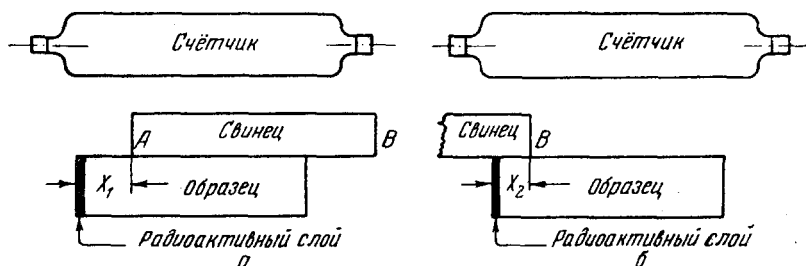 Счётчик
Счётчик
Свинец
A
B
Свинец
B
X₁
Образец
X₂
Образец
Радиоактивный слой
Радиоактивный слой
а
б